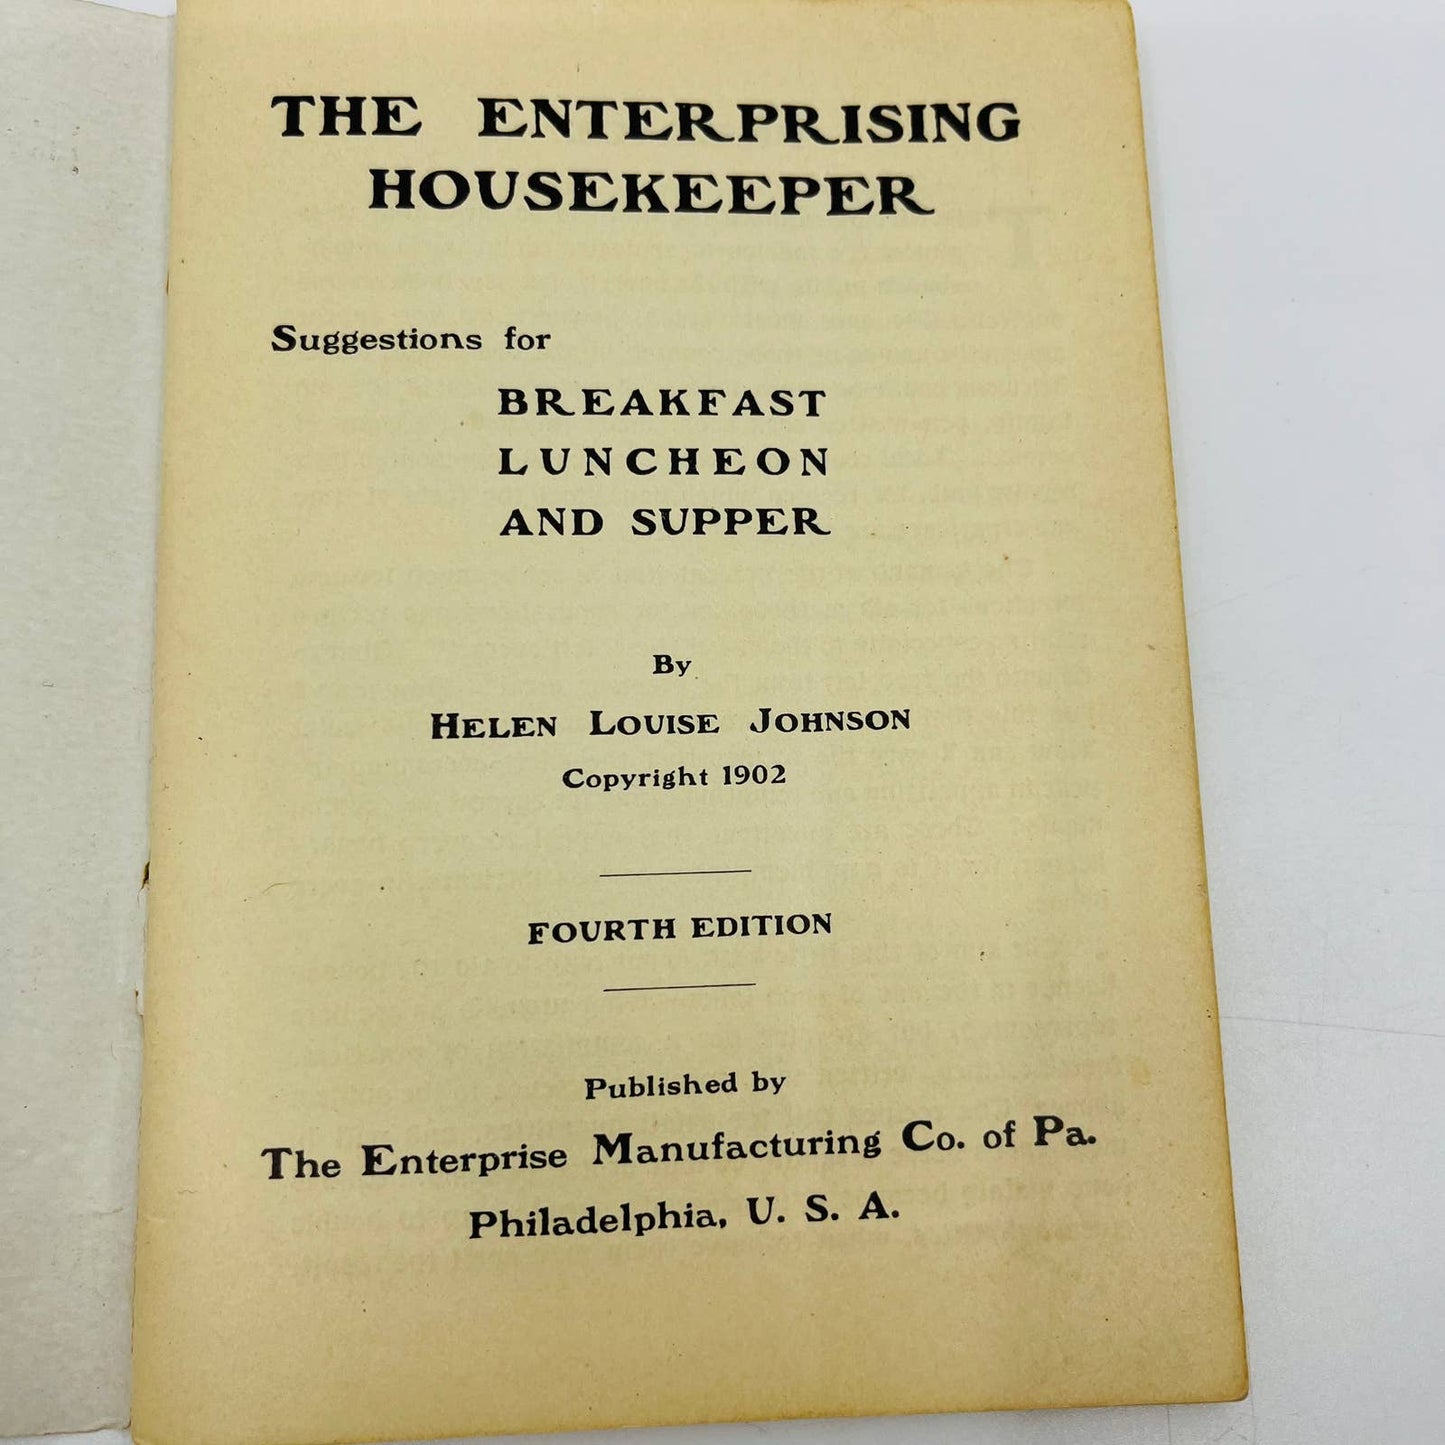 THE ENTERPRISING
HOUSEKEEPER
Suggestions for
BREAKFAST
LUNCHEON
AND SUPPER
By
HELEN LOUISE JOHNSON
Copyright 1902
FOURTH EDITION
Published by
The Enterprise Manufacturing Co. of Pa.
Philadelphia, U. S. A.